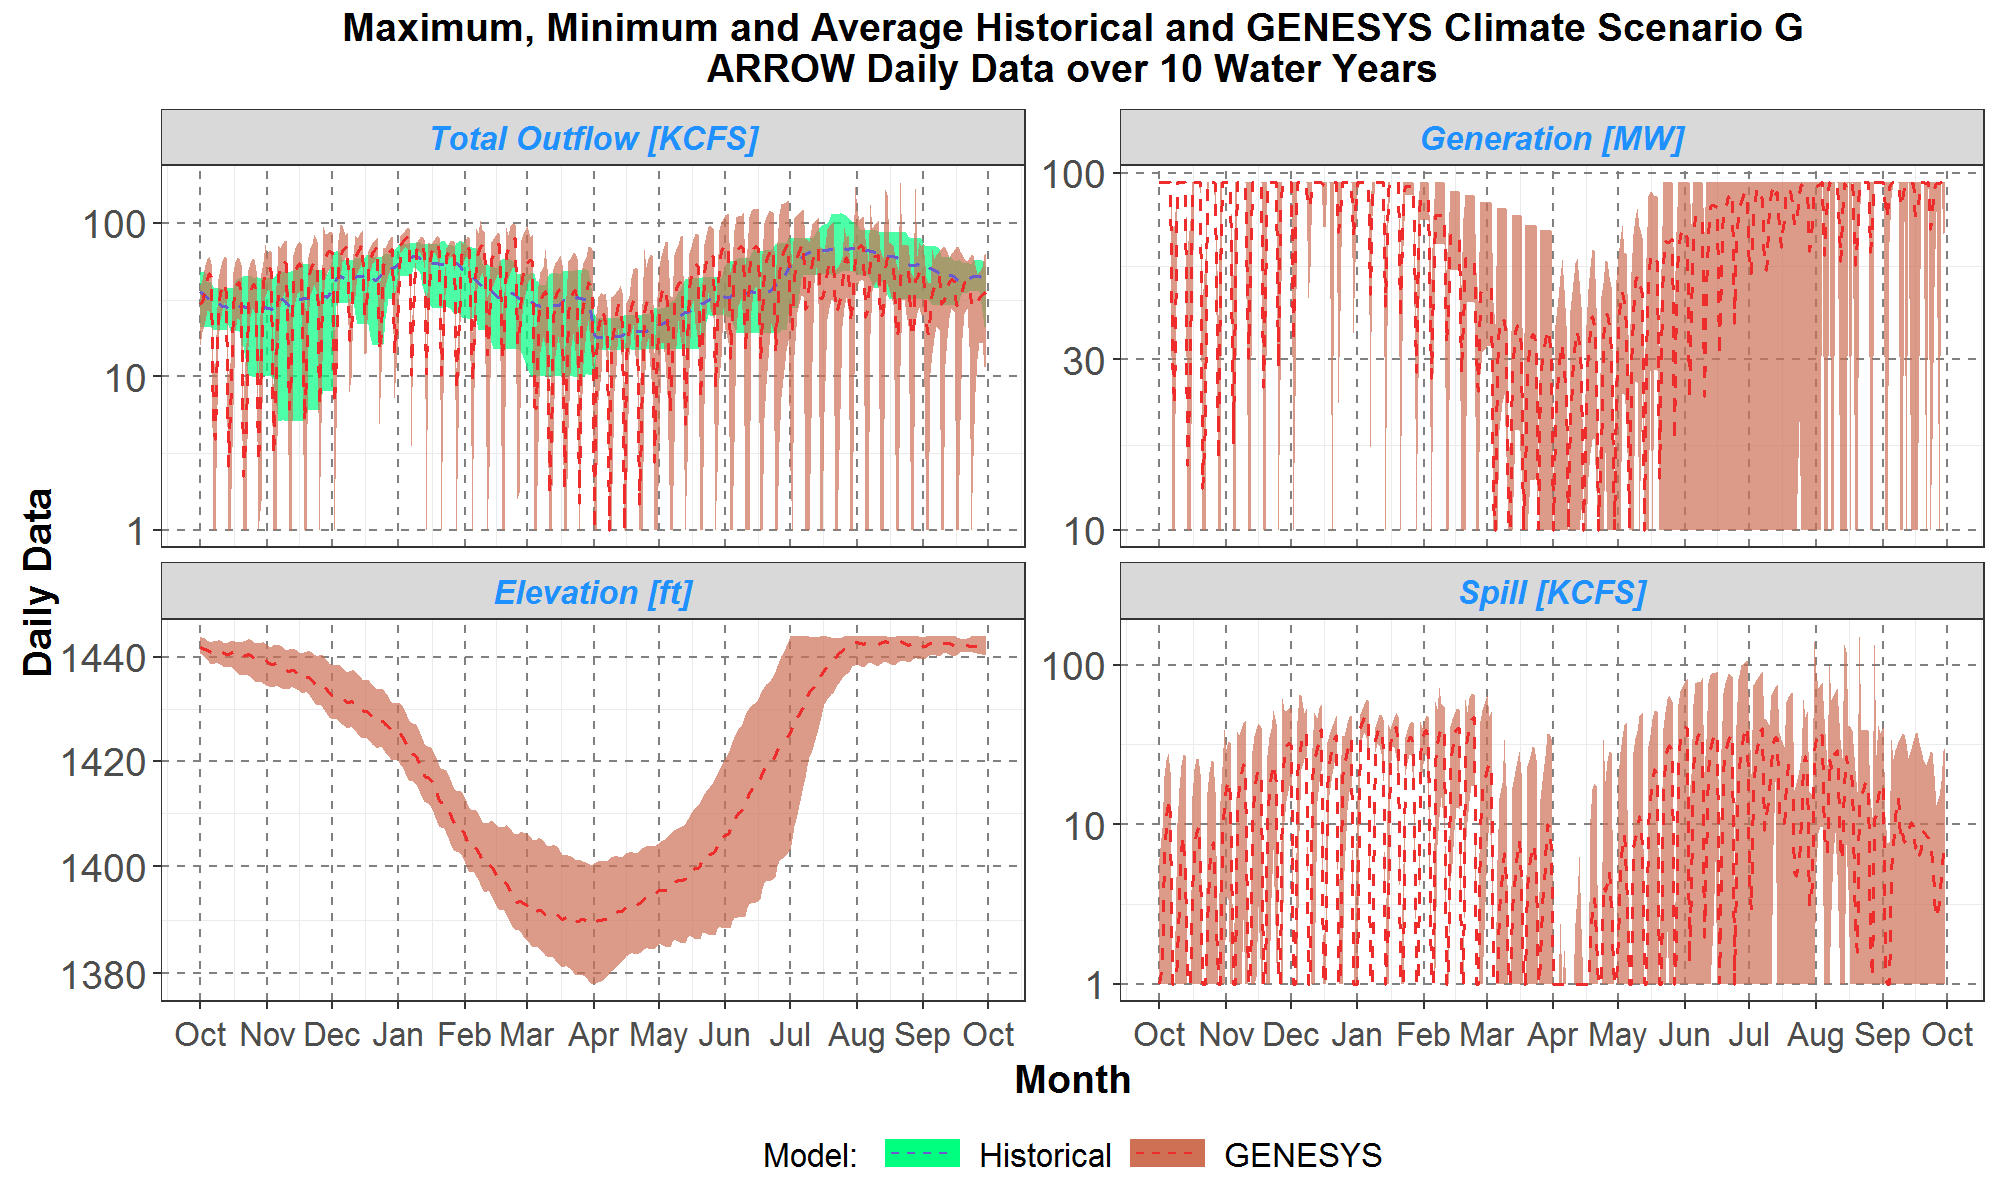 Maximum, Minimum and Average Historical and GENESYS Climate Scenario G
ARROW Daily Data over 10 Water Years
Total Outflow [KCFS]
100
10
1
Generation [MW]
100
30
10
Daily Data
Elevation [ft]
1440
1420
1400
1380
Oct Nov Dec Jan Feb Mar Apr May Jun Jul Aug Sep Oct
Spill [KCFS]
100
10
1
Oct Nov Dec Jan Feb Mar Apr May Jun Jul Aug Sep Oct
Month
Model: Historical GENESYS